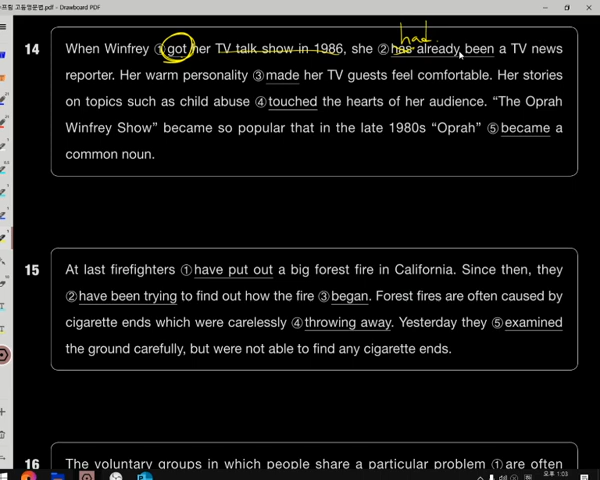 프림 고등영문법.pdf - Drawboard PDF
had
14 When Winfrey ①got her TV talk show in 1986, she ②has already been a TV news
reporter. Her warm personality ③made her TV guests feel comfortable. Her stories
on topics such as child abuse ④touched the hearts of her audience. “The Oprah
Winfrey Show” became so popular that in the late 1980s “Oprah” ⑤became a
common noun.
15 At last firefighters ①have put out a big forest fire in California. Since then, they
②have been trying to find out how the fire ③began. Forest fires are often caused by
cigarette ends which were carelessly ④throwing away. Yesterday they ⑤examined
the ground carefully, but were not able to find any cigarette ends.
16 The voluntary groups in which people share a particular problem ①are often
오후 1:03